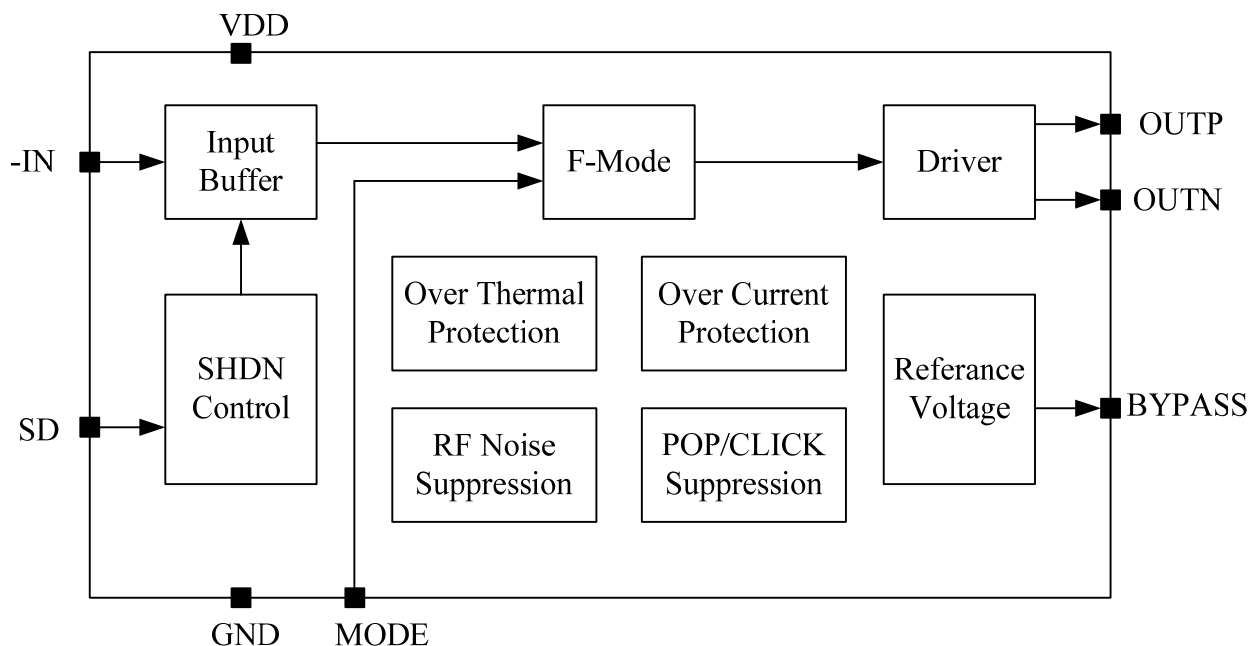 VDD
-IN
Input
Buffer
F-Mode
Driver
OUTP
OUTN
Over Thermal
Protection
Over Current
Protection
SHDN
Control
Referance
Voltage
SD
BYPASS
RF Noise
Suppression
POP/CLICK
Suppression
GND
MODE